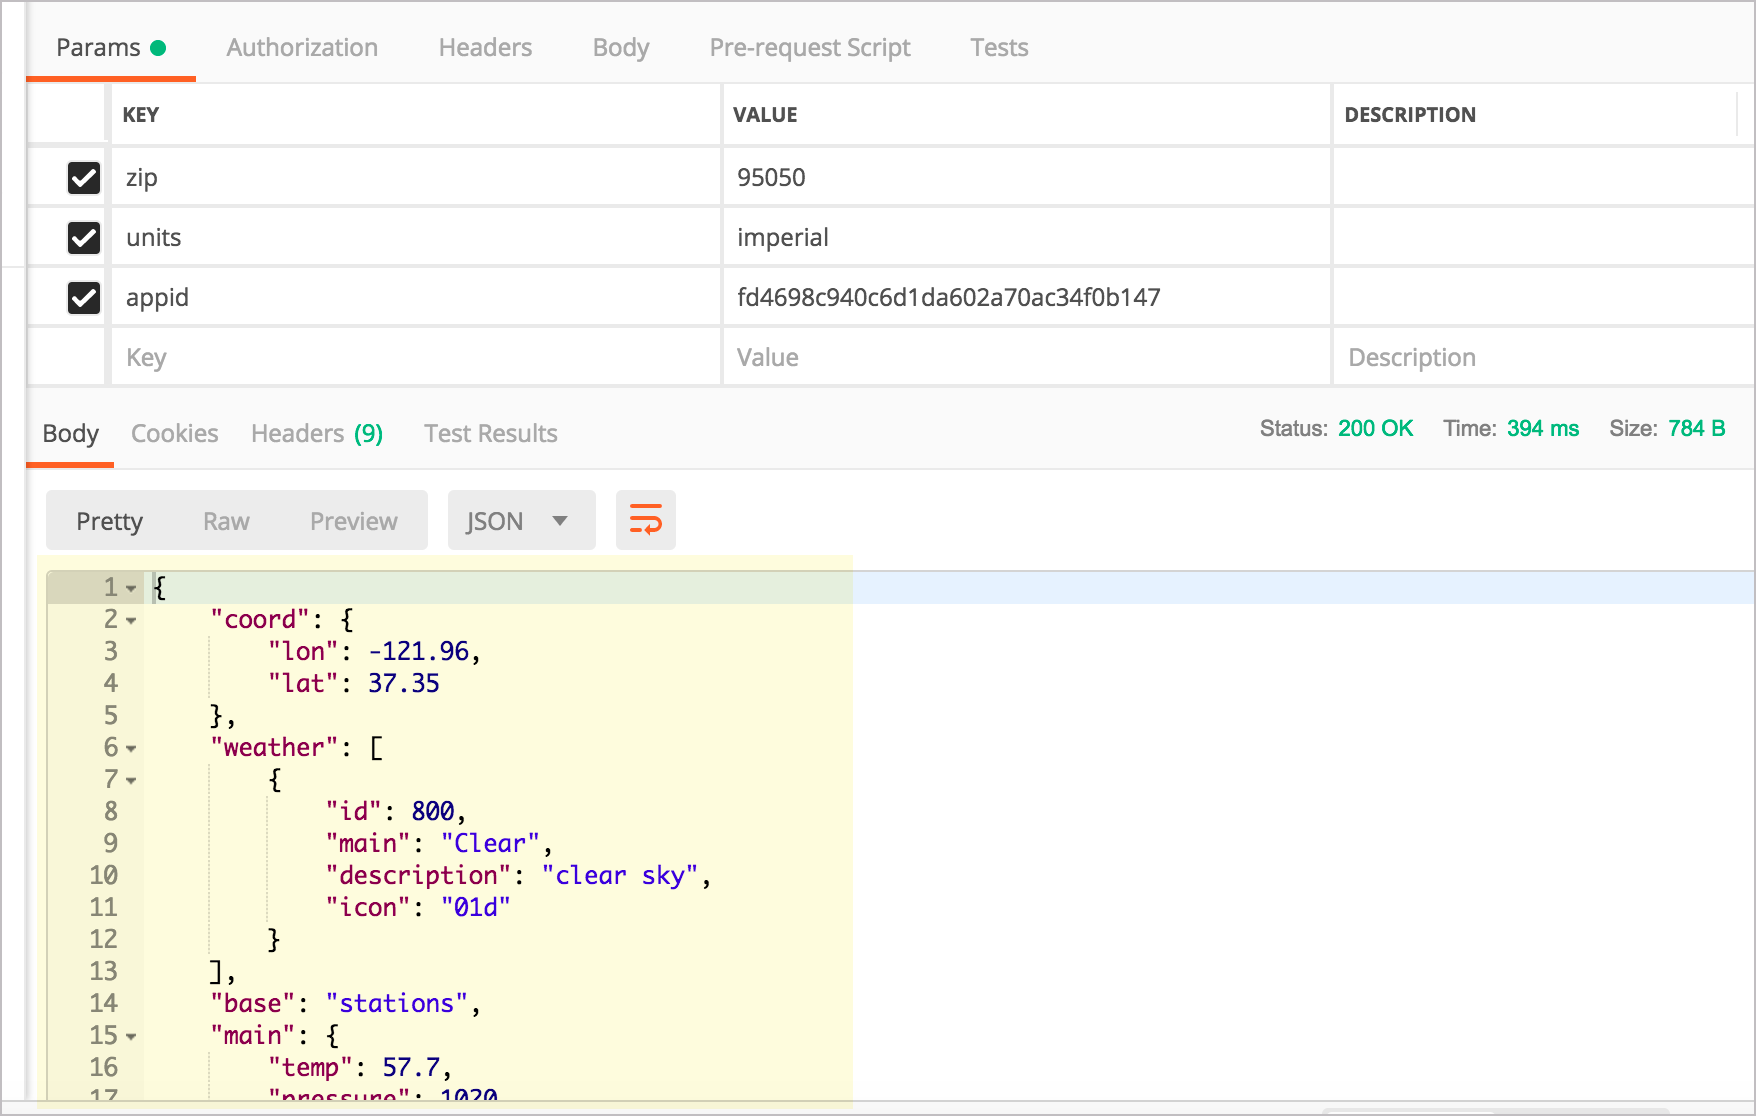 Params Authorization Headers Body Pre-request Script Tests
KEY VALUE DESCRIPTION
zip 95050
units imperial
appid fd4698c940c6d1da602a70ac34f0b147
Key Value Description
Body Cookies Headers (9) Test Results Status: 200 OK Time: 394 ms Size: 784 B
Pretty Raw Preview JSON
1 {
2 "coord": {
3 "lon": -121.96,
4 "lat": 37.35
5 },
6 "weather": [
7 {
8 "id": 800,
9 "main": "Clear",
10 "description": "clear sky",
11 "icon": "01d"
12 }
13 ],
14 "base": "stations",
15 "main": {
16 "temp": 57.7,
17 "pressure": 1020